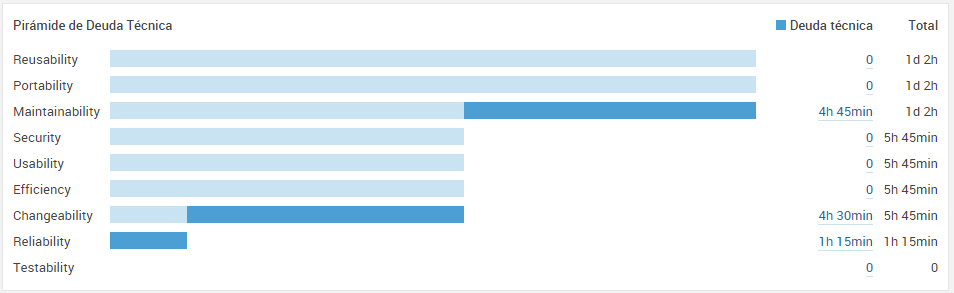 Pirámide de Deuda Técnica Deuda técnica Total
Reusability 0 1d 2h
Portability 0 1d 2h
Maintainability 4h 45min 1d 2h
Security 0 5h 45min
Usability 0 5h 45min
Efficiency 0 5h 45min
Changeability 4h 30min 5h 45min
Reliability 1h 15min 1h 15min
Testability 0 0